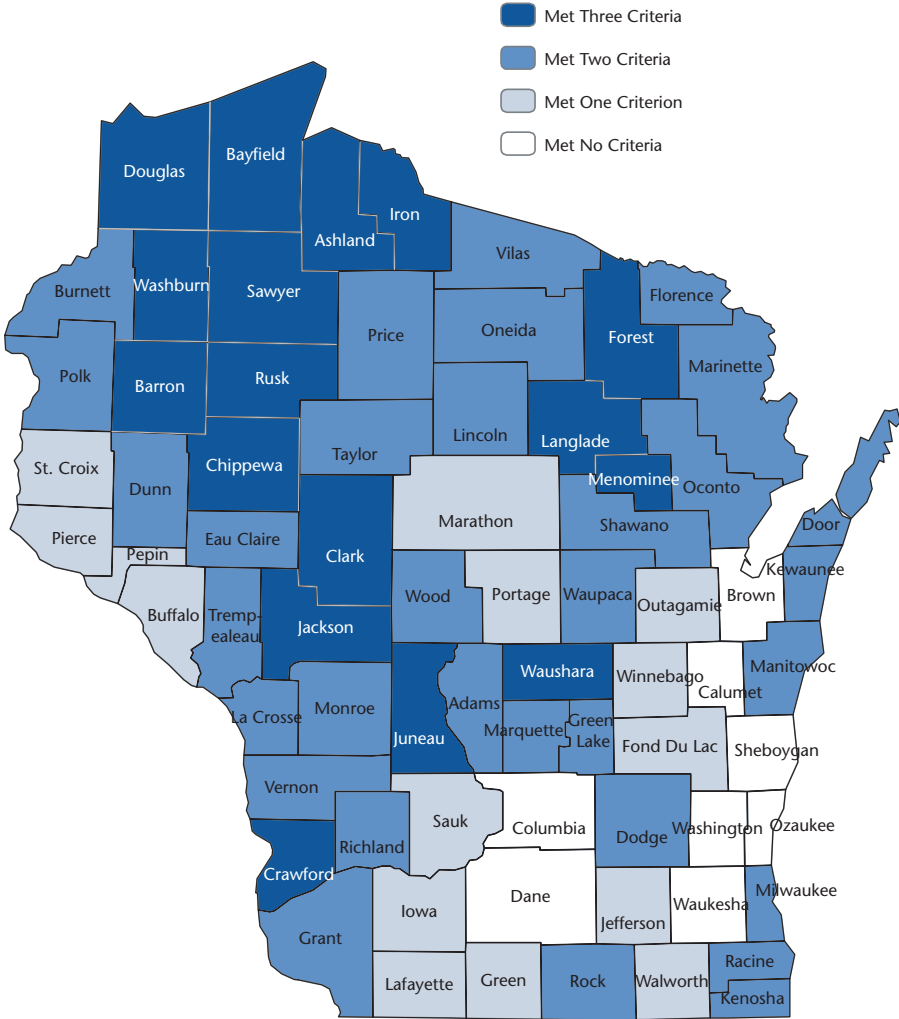 Met Three Criteria
Met Two Criteria
Met One Criterion
Met No Criteria
Douglas
Bayfield
Ashland
Iron
Vilas
Burnett
Washburn
Sawyer
Price
Oneida
Forest
Florence
Marinette
Polk
Barron
Rusk
Lincoln
Langlade
Taylor
St. Croix
Dunn
Chippewa
Menominee
Oconto
Marathon
Shawano
Door
Pierce
Pepin
Eau Claire
Clark
Kewaunee
Buffalo
Tremp-
ealeau
Jackson
Wood
Portage
Waupaca
Outagamie
Brown
Waushara
Winnebago
Calumet
Manitowoc
La Crosse
Monroe
Juneau
Adams
Marquette
Green
Lake
Fond Du Lac
Sheboygan
Vernon
Richland
Sauk
Columbia
Dodge
Washington
Ozaukee
Crawford
Grant
Iowa
Dane
Jefferson
Waukesha
Milwaukee
Lafayette
Green
Rock
Walworth
Racine
Kenosha